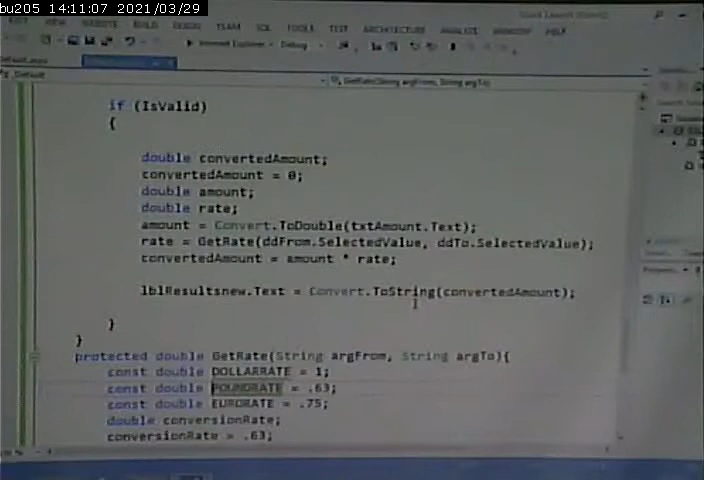 bu205 14:11:07 2021/03/29
EDIT VIEW WEBSITE BUILD DEBUG TEAM SQL TOOLS TEST ARCHITECTURE ANALYZE WINDOW HELP
Internet Explorer Debug
_Default GetRate(String argFrom, String argTo)
if (IsValid)
{
double convertedAmount;
convertedAmount = 0;
double amount;
double rate;
amount = Convert.ToDouble(txtAmount.Text);
rate = GetRate(ddFrom.SelectedValue, ddTo.SelectedValue);
convertedAmount = amount * rate;
lblResultsnew.Text = Convert.ToString(convertedAmount);
}
}
protected double GetRate(String argFrom, String argTo){
const double DOLLARRATE = 1;
const double POUNDRATE = .63;
const double EURORATE = .75;
double conversionRate;
conversionRate = .63;